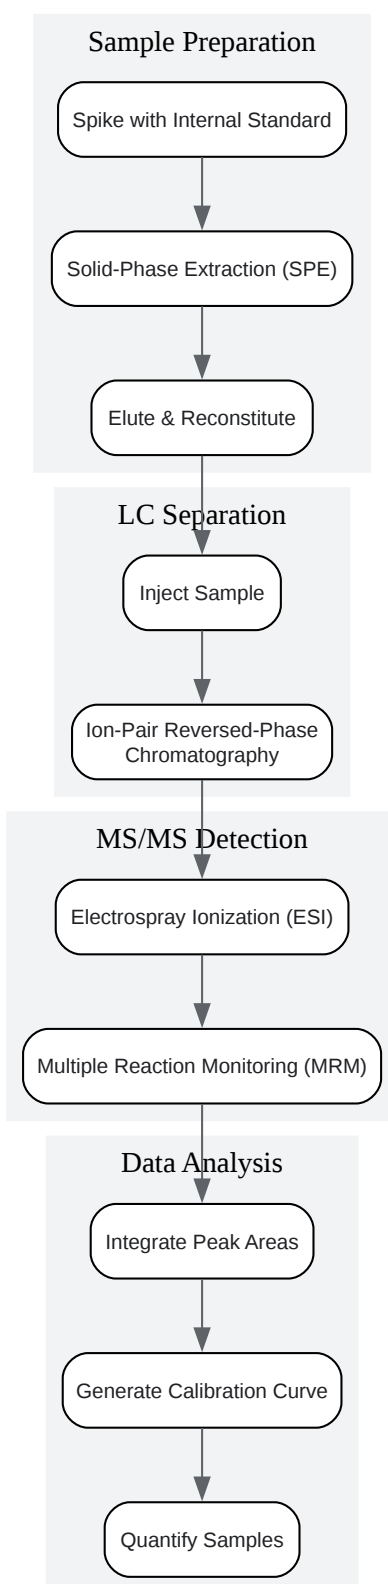 Sample Preparation
Spike with Internal Standard
Solid-Phase Extraction (SPE)
Elute & Reconstitute
LC Separation
Inject Sample
Ion-Pair Reversed-Phase
Chromatography
MS/MS Detection
Electrospray Ionization (ESI)
Multiple Reaction Monitoring (MRM)
Data Analysis
Integrate Peak Areas
Generate Calibration Curve
Quantify Samples